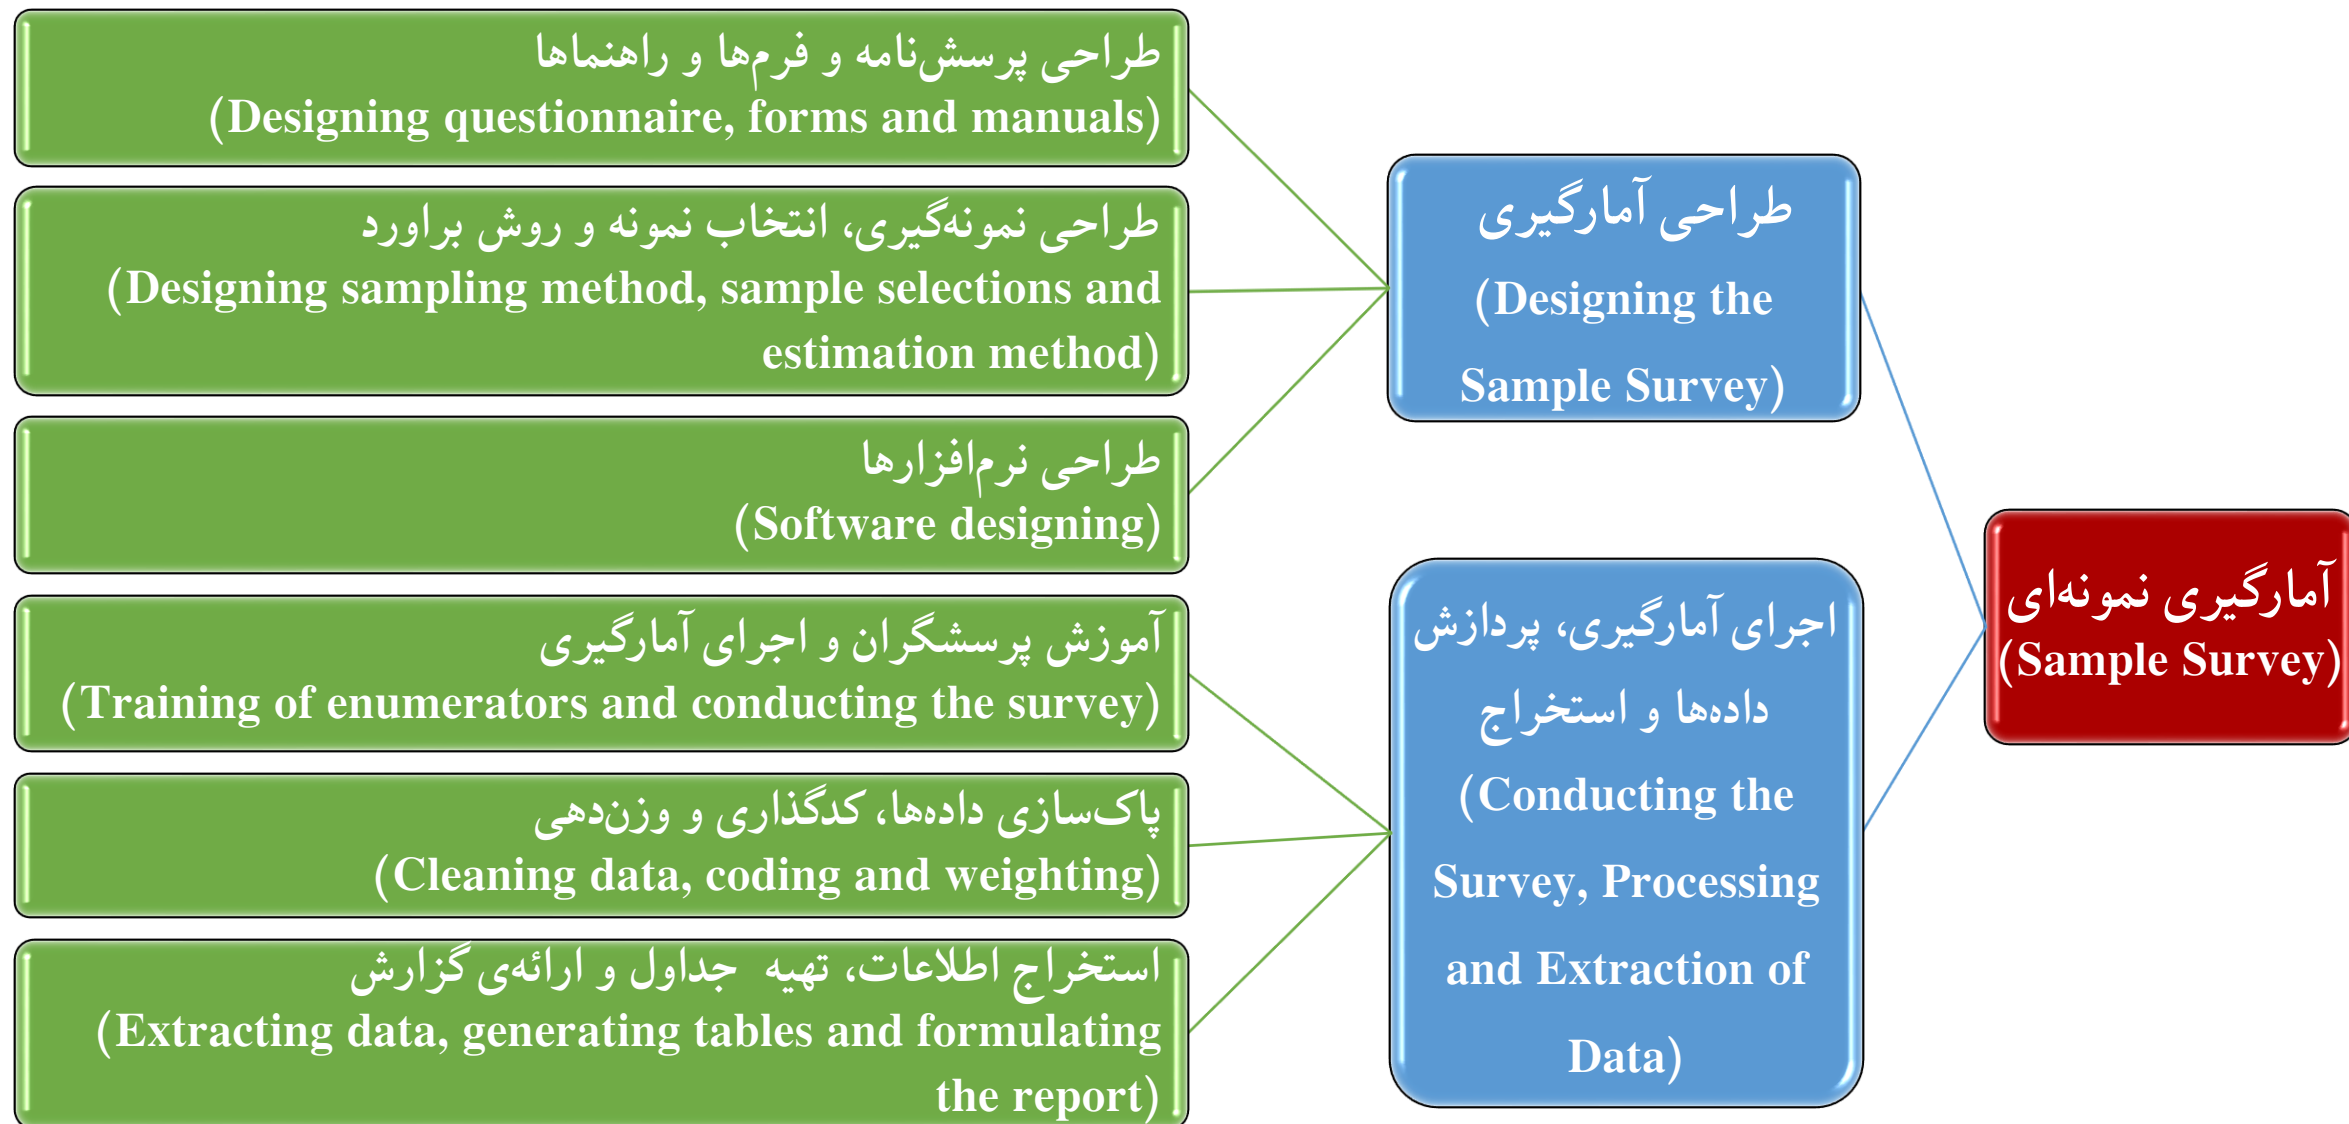 آمارگیری نمونه‌ای
(Sample Survey)
طراحی آمارگیری
(Designing the
Sample Survey)
طراحی پرسش‌نامه و فرم‌ها و راهنماها
(Designing questionnaire, forms and manuals)
طراحی نمونه‌گیری، انتخاب نمونه و روش براورد
(Designing sampling method, sample selections and
estimation method)
طراحی نرم‌افزارها
(Software designing)
اجرای آمارگیری، پردازش
داده‌ها و استخراج
(Conducting the
Survey, Processing
and Extraction of
Data)
آموزش پرسشگران و اجرای آمارگیری
(Training of enumerators and conducting the survey)
پاک‌سازی داده‌ها، کدگذاری و وزن‌دهی
(Cleaning data, coding and weighting)
استخراج اطلاعات، تهیه جداول و ارائه‌ی گزارش
(Extracting data, generating tables and formulating
the report)